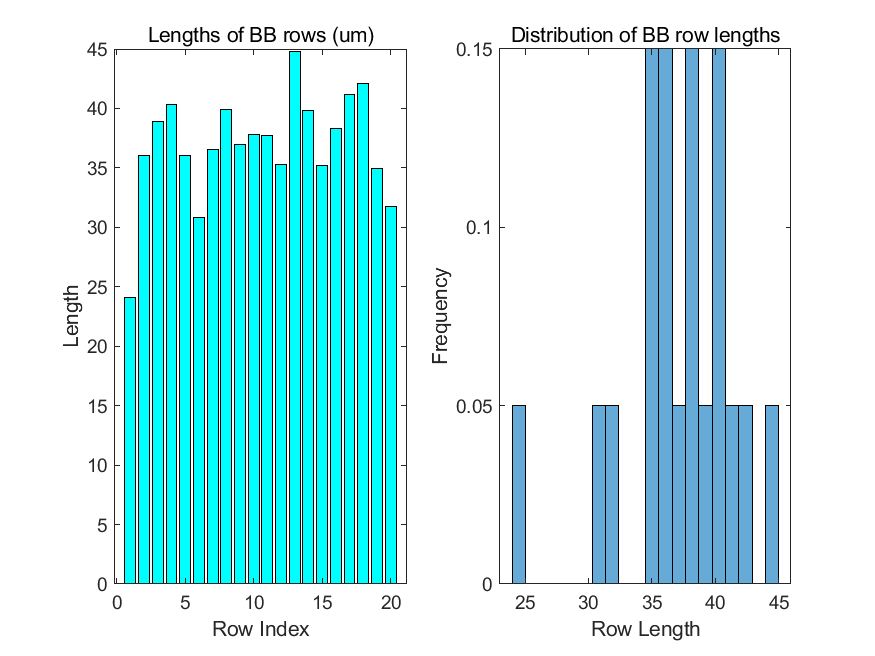 Lengths of BB rows (um)
45
40
35
30
25
20
15
10
5
0
Length
0 5 10 15 20
Row Index
Distribution of BB row lengths
0.15
0.1
0.05
0
Frequency
25 30 35 40 45
Row Length